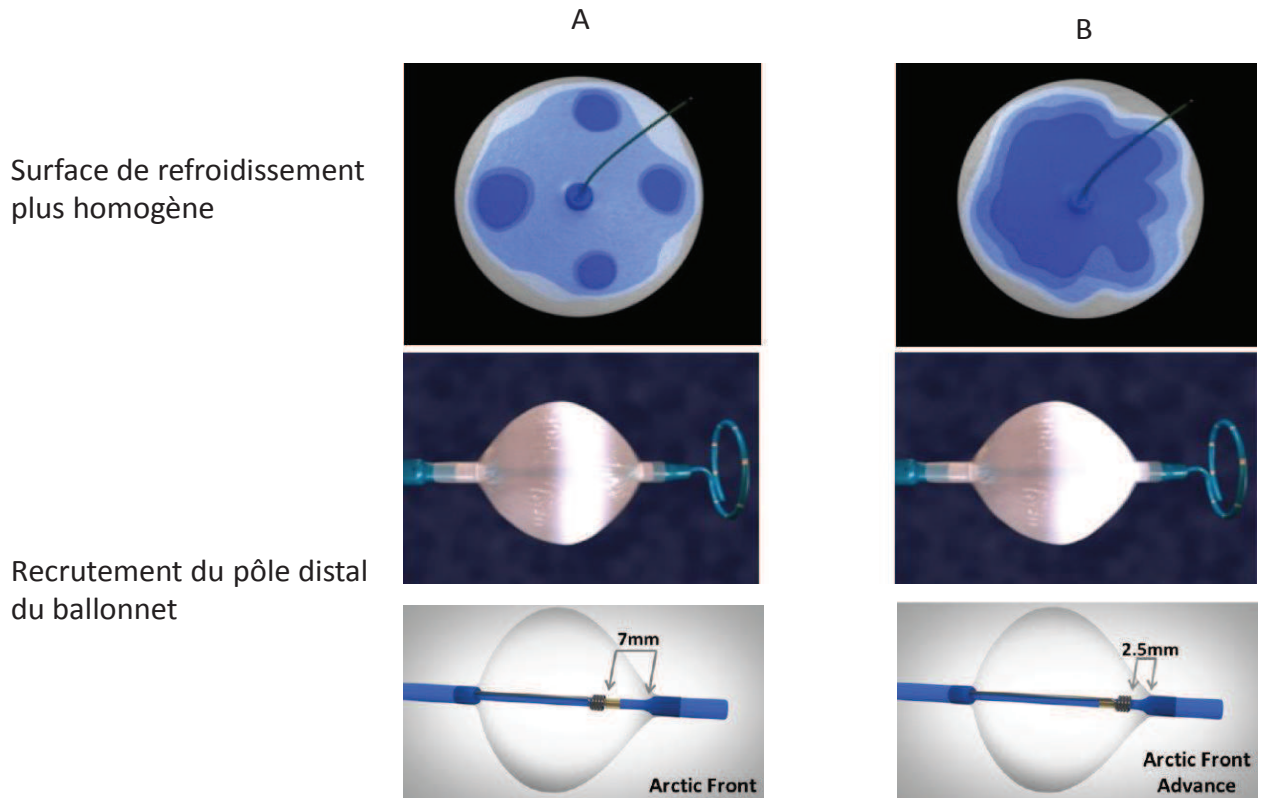 A
B
Surface de refroidissement
plus homogène
Recrutement du pôle distal
du ballonnet
7mm
2.5mm
Arctic Front
Arctic Front
Advance